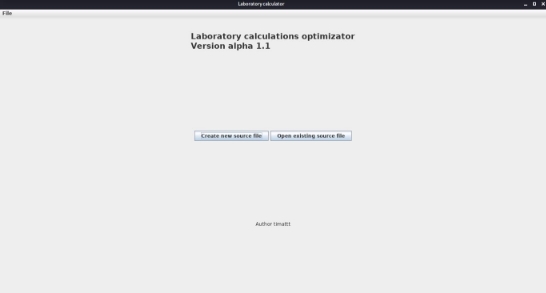 Laboratory calculator
File
Laboratory calculations optimizator
Version alpha 1.1
Create new source file Open existing source file
Author timattt